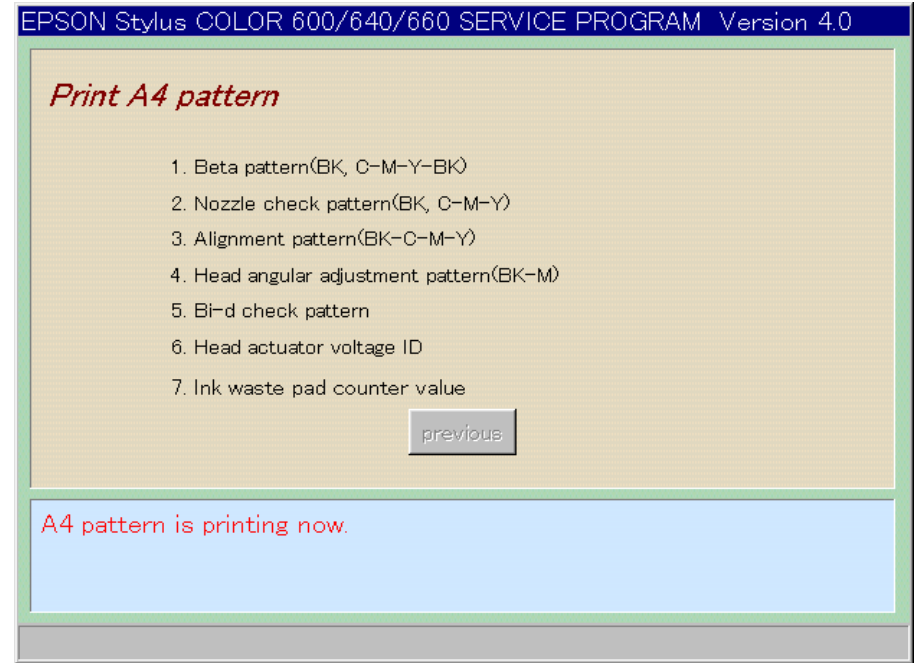 EPSON Stylus COLOR 600/640/660 SERVICE PROGRAM Version 4.0
Print A4 pattern
1. Beta pattern(BK, C-M-Y-BK)
2. Nozzle check pattern(BK, C-M-Y)
3. Alignment pattern(BK-C-M-Y)
4. Head angular adjustment pattern(BK-M)
5. Bi-d check pattern
6. Head actuator voltage ID
7. Ink waste pad counter value
previous
A4 pattern is printing now.